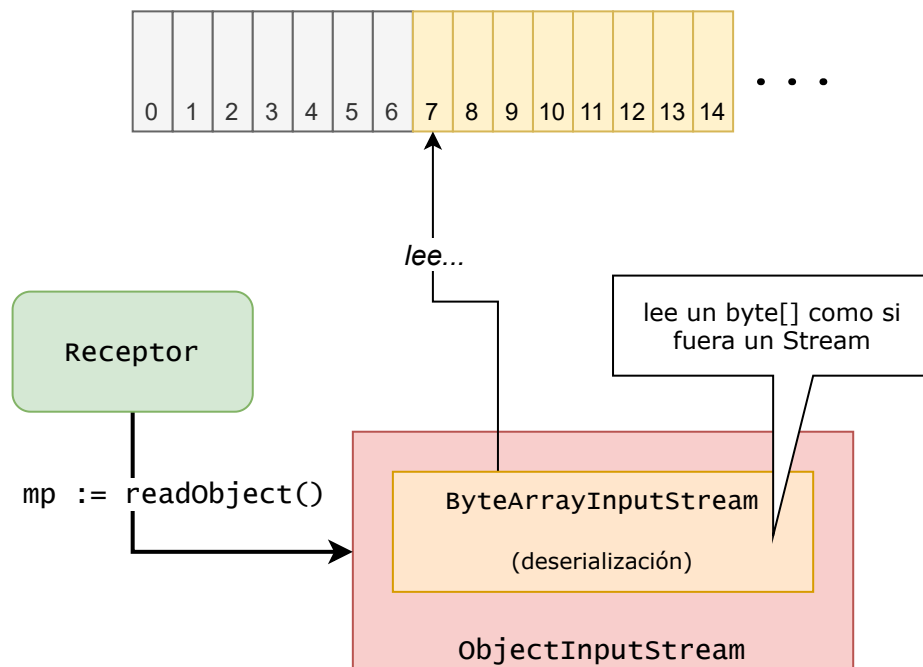 0 1 2 3 4 5 6 7 8 9 10 11 12 13 14 . . .
lee...
lee un byte[] como si
fuera un Stream
Receptor
mp := readObject()
ByteArrayInputStream
(deserialización)
ObjectInputStream